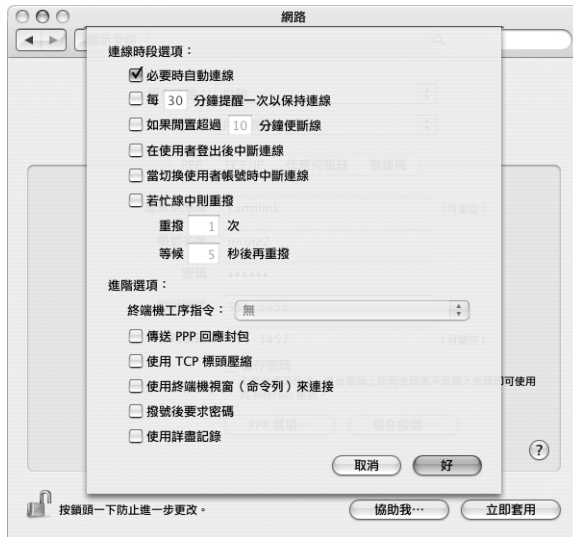 網路
連線時段選項：
必要時自動連線
每 30 分鐘提醒一次以保持連線
如果閒置超過 10 分鐘便斷線
在使用者登出後中斷連線
當切換使用者帳號時中斷連線
若忙線中則重撥
重撥 1 次
等候 5 秒後再重撥
進階選項：
終端機工序指令： 無
傳送 PPP 回應封包
使用 TCP 標頭壓縮
使用終端機視窗（命令列）來連接
撥號後要求密碼
使用詳盡記錄
取消 好
PPP 選項… 現在撥號…
按鎖頭一下防止進一步更改。
協助我… 立即套用